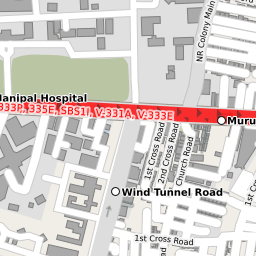 NR Colony Main
Manipal Hospital
333P, 335E, SBS1I, V-331A, V-333E
Muru
1st Cross Road
2nd Cross Road
Church Road
Wind Tunnel Road
1st Cross Road